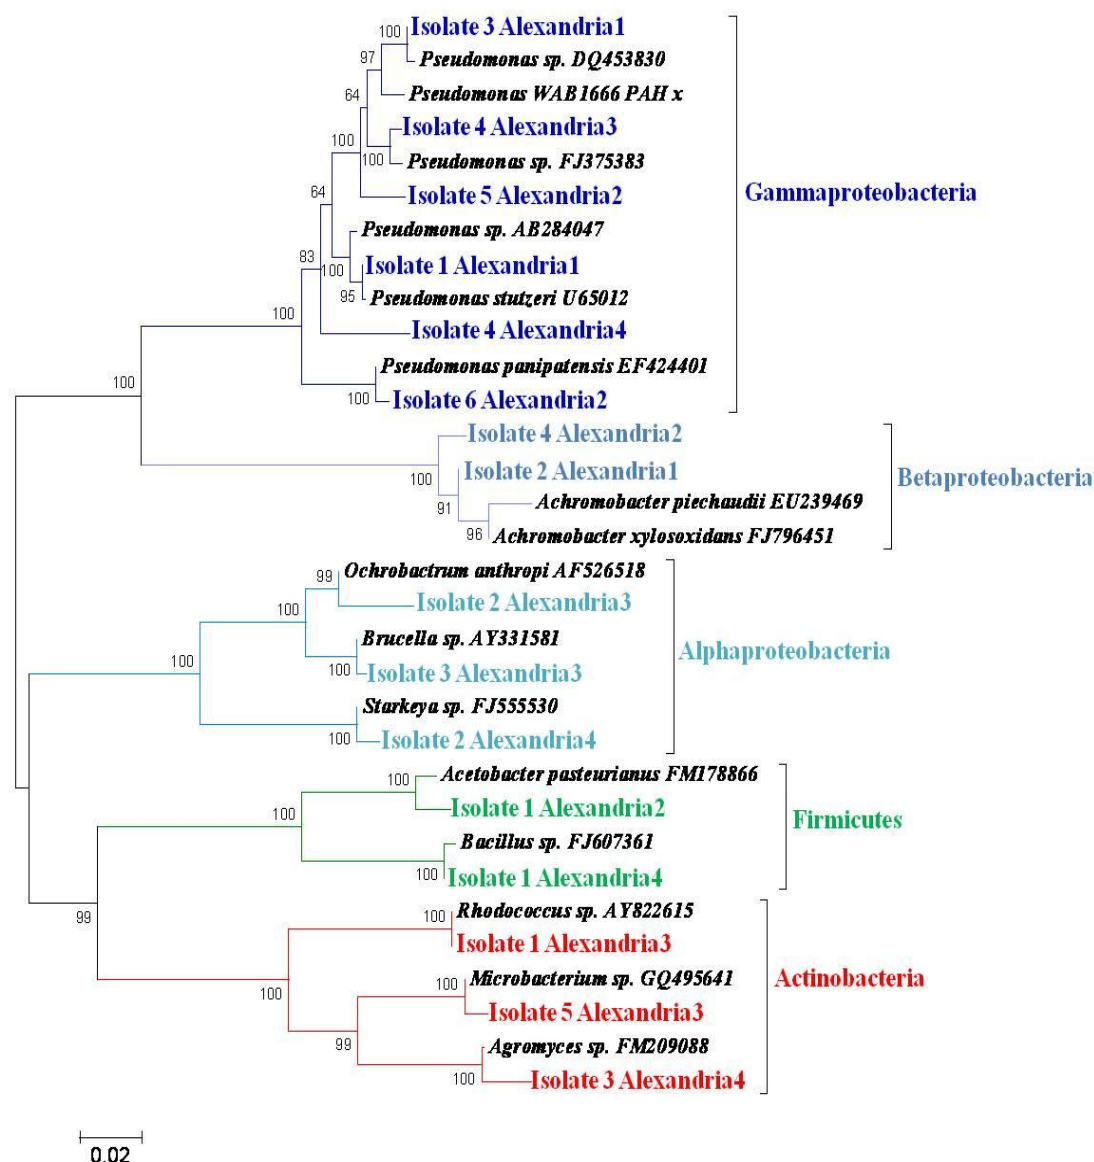 Isolate 3 Alexandria1
100
Pseudomonas sp. DQ453830
97
Pseudomonas WAB1666 PAH x
64
Isolate 4 Alexandria3
100
Pseudomonas sp. FJ375383
100
Isolate 5 Alexandria2
Gammaproteobacteria
64
Pseudomonas sp. AB284047
83
Isolate 1 Alexandria1
100
Pseudomonas stutzeri U65012
95
100
Isolate 4 Alexandria4
Pseudomonas panipatensis EF424401
100
Isolate 6 Alexandria2
100
Isolate 4 Alexandria2
Isolate 2 Alexandria1
100
Betaproteobacteria
Achromobacter piechaudii EU239469
91
Achromobacter xylosoxidans FJ796451
96
Ochrobactrum anthropi AF526518
99
Isolate 2 Alexandria3
100
Brucella sp. AY331581
Alphaproteobacteria
100
Isolate 3 Alexandria3
100
Starkeya sp. FJ555530
Isolate 2 Alexandria4
100
Acetobacter pasteurianus FM178866
100
Isolate 1 Alexandria2
Firmicutes
100
Bacillus sp. FJ607361
Isolate 1 Alexandria4
100
Rhodococcus sp. AY822615
100
99
Isolate 1 Alexandria3
Microbacterium sp. GQ495641
Actinobacteria
100
100
Isolate 5 Alexandria3
Agromyces sp. FM209088
99
Isolate 3 Alexandria4
100
0.02